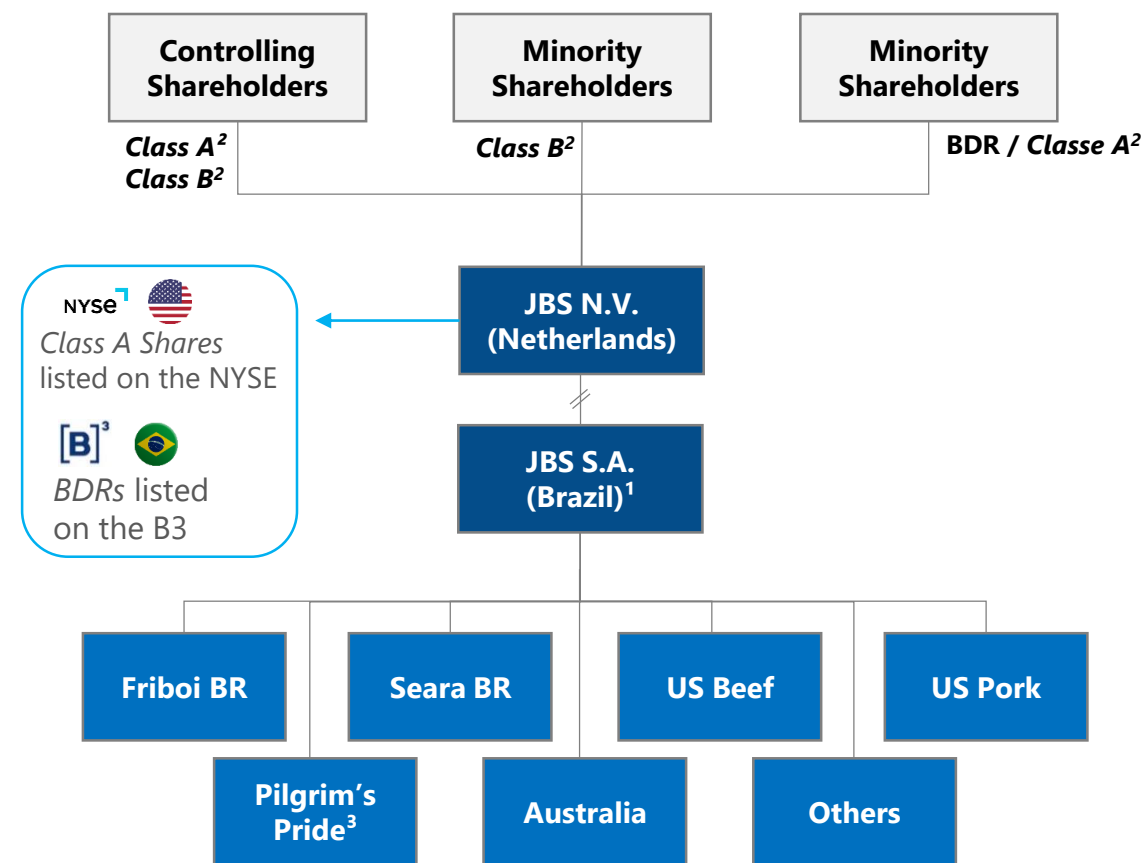 Controlling
Shareholders
Minority
Shareholders
Minority
Shareholders
Class A²
Class B²
Class B²
BDR / Classe A²
NYSE
Class A Shares
listed on the NYSE
[B]³
BDRs listed
on the B3
JBS N.V.
(Netherlands)
JBS S.A.
(Brazil)¹
Friboi BR
Seara BR
US Beef
US Pork
Pilgrim’s
Pride³
Australia
Others